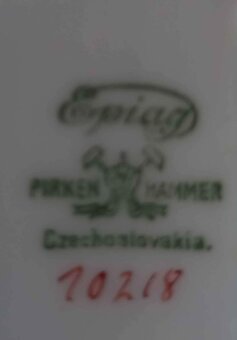 Epiag
PIRKEN HAMMER
Czechoslovakia.
10218